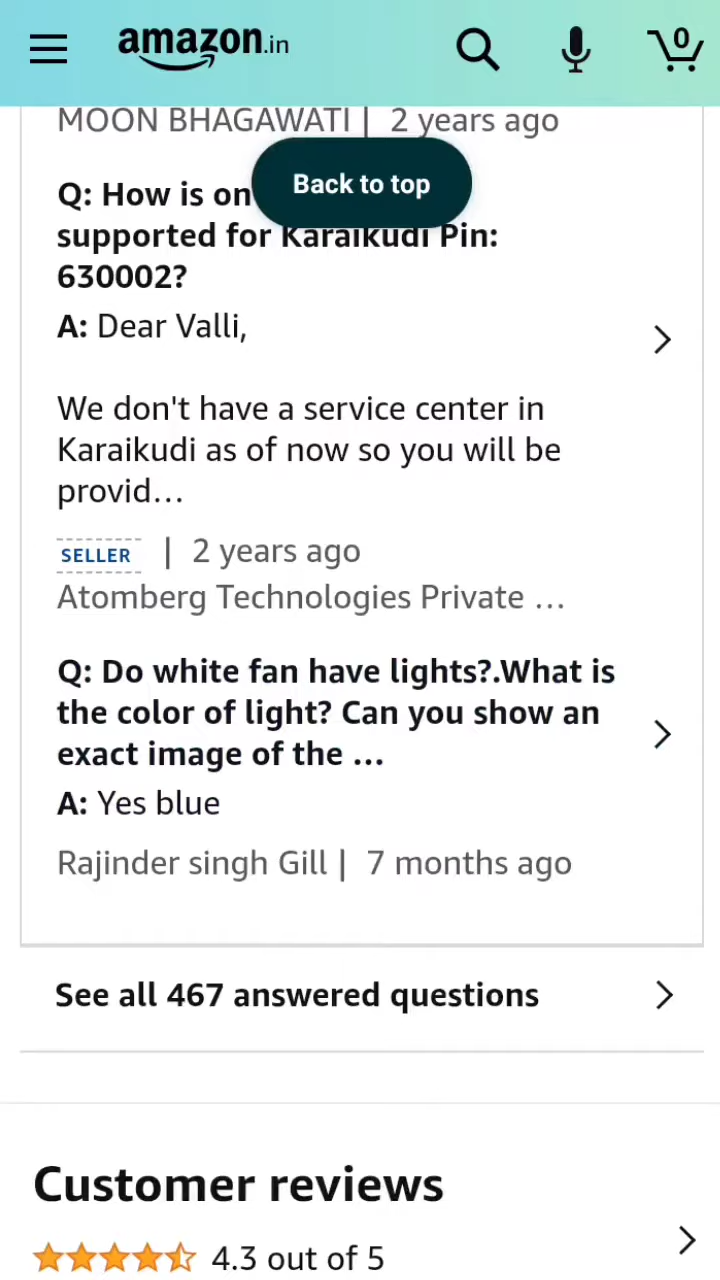 amazon.in
0
MOON BHAGAWATI | 2 years ago
Back to top
Q: How is on
supported for Karaikudi Pin:
630002?
A: Dear Valli,
We don't have a service center in
Karaikudi as of now so you will be
provid...
SELLER | 2 years ago
Atomberg Technologies Private ...
Q: Do white fan have lights?.What is
the color of light? Can you show an
exact image of the ...
A: Yes blue
Rajinder singh Gill | 7 months ago
See all 467 answered questions
Customer reviews
4.3 out of 5